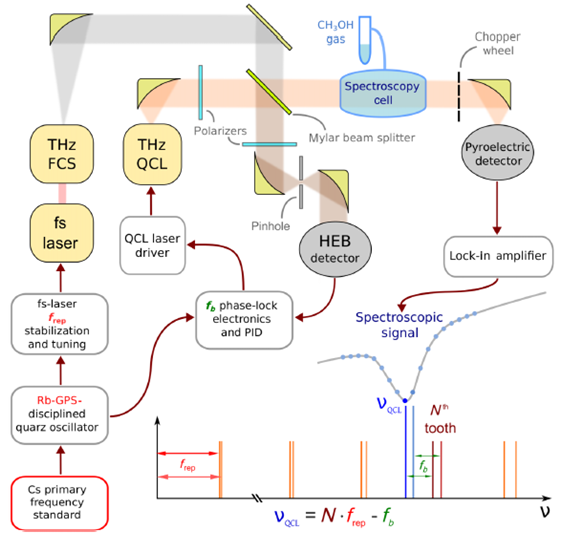 CH₃OH
gas
Chopper
wheel
Spectroscopy
cell
Polarizers
Mylar beam splitter
THz
FCS
THz
QCL
Pyroelectric
detector
Pinhole
fs
laser
QCL laser
driver
HEB
detector
Lock-In amplifier
fs-laser
frep
stabilization
and tuning
fb phase-lock
electronics
and PID
Spectroscopic
signal
Rb-GPS-
disciplined
quarz oscillator
νQCL
Nth
tooth
frep
fb
Cs primary
frequency
standard
νQCL = N·frep - fb
ν